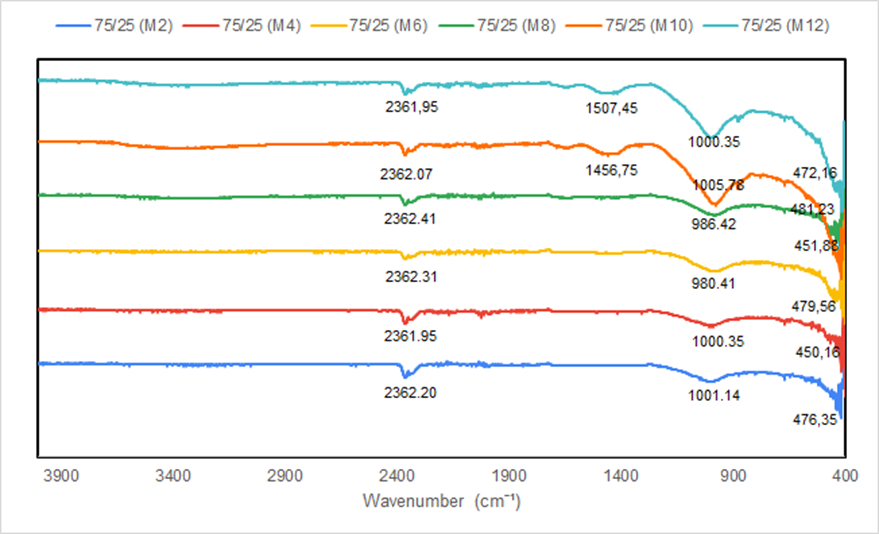 75/25 (M2) 75/25 (M4) 75/25 (M6) 75/25 (M8) 75/25 (M10) 75/25 (M12)
2361,95 1507,45 1000.35 472,16
2362.07 1456,75 1005,78 481,23
2362.41 986.42 451,88
2362.31 980.41 479,56
2361.95 1000.35 450,16
2362.20 1001.14 476,35
3900 3400 2900 2400 1900 1400 900 400
Wavenumber (cm⁻¹)